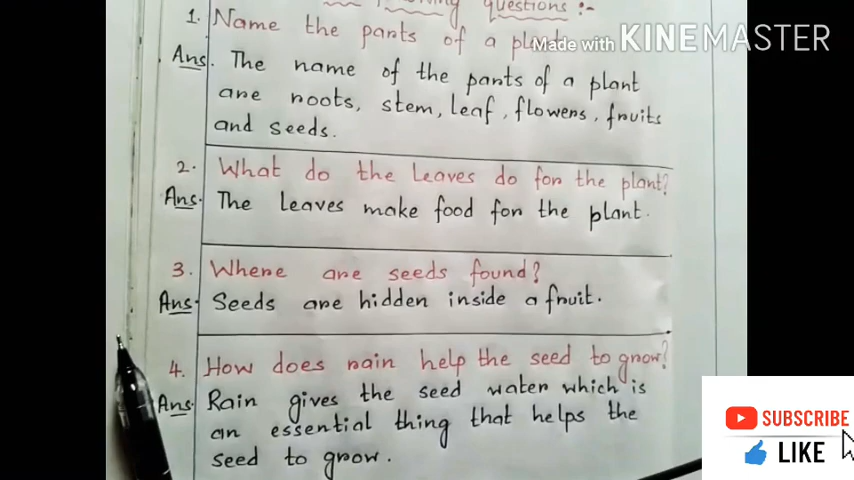 questions :-
1. Name the parts of a plant
Made with KINEMASTER
Ans. The name of the parts of a plant
are roots, stem, leaf, flowers, fruits
and seeds.
2. What do the leaves do for the plant?
Ans. The leaves make food for the plant.
3. Where are seeds found?
Ans. Seeds are hidden inside a fruit.
4. How does rain help the seed to grow?
Ans. Rain gives the seed water which is
an essential thing that helps the
seed to grow.
SUBSCRIBE
LIKE